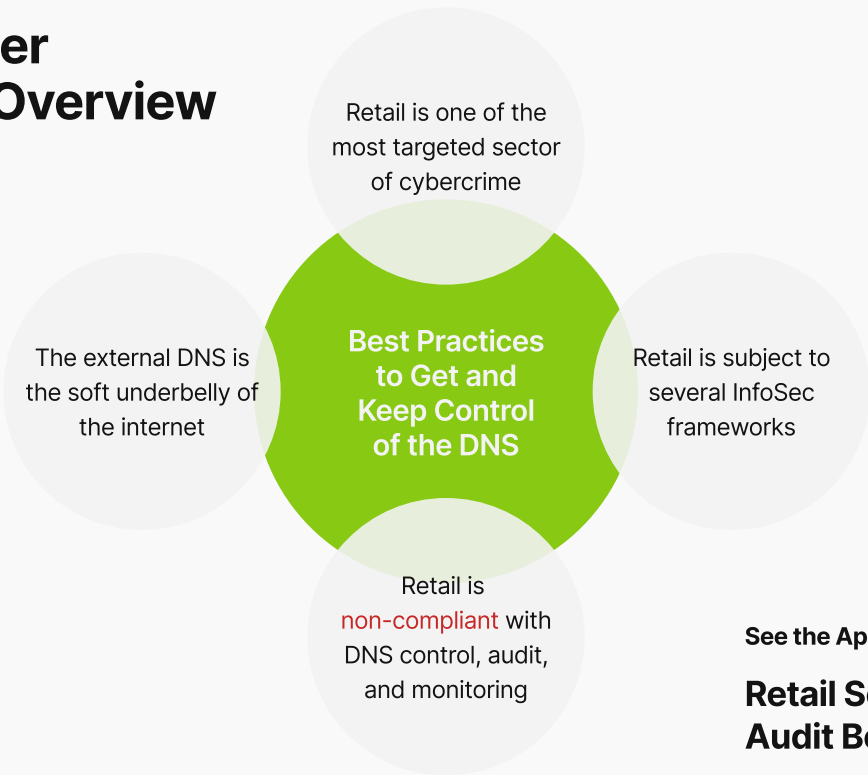 er
Overview
Retail is one of the
most targeted sector
of cybercrime
The external DNS is
the soft underbelly of
the internet
Best Practices
to Get and
Keep Control
of the DNS
Retail is subject to
several InfoSec
frameworks
Retail is
non-compliant with
DNS control, audit,
and monitoring
See the Ap
Retail S
Audit B